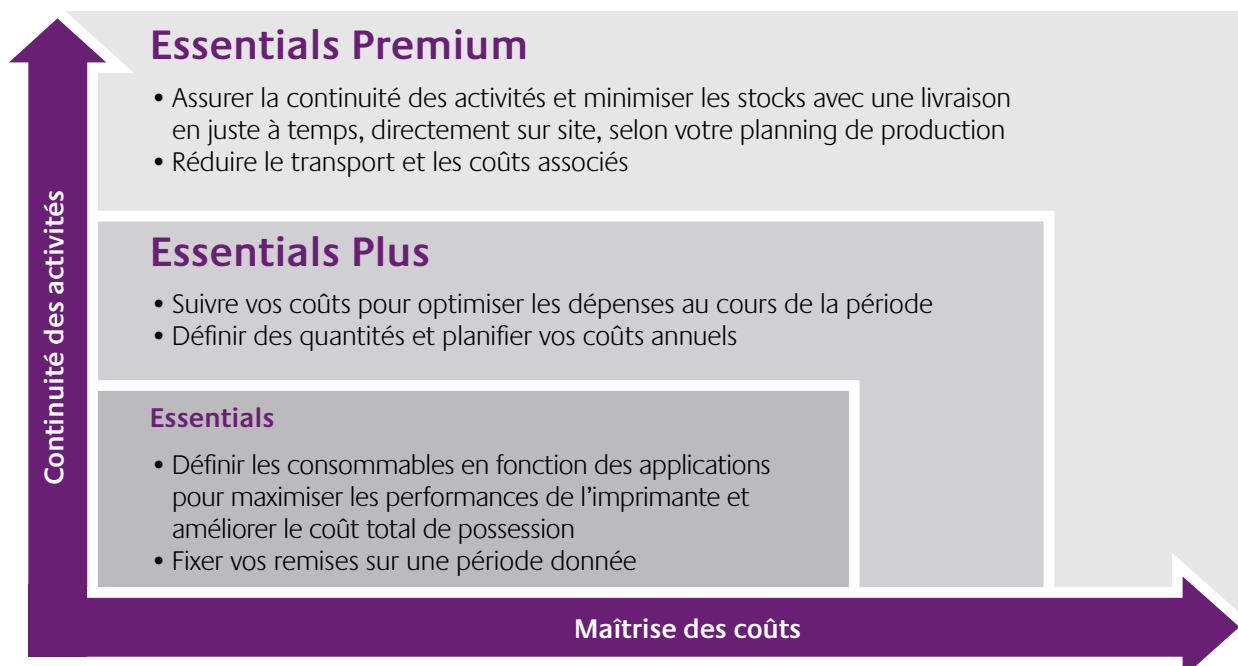 Essentials Premium
• Assurer la continuité des activités et minimiser les stocks avec une livraison
en juste à temps, directement sur site, selon votre planning de production
• Réduire le transport et les coûts associés
Essentials Plus
• Suivre vos coûts pour optimiser les dépenses au cours de la période
• Définir des quantités et planifier vos coûts annuels
Essentials
• Définir les consommables en fonction des applications
pour maximiser les performances de l’imprimante et
améliorer le coût total de possession
• Fixer vos remises sur une période donnée
Continuité des activités
Maîtrise des coûts